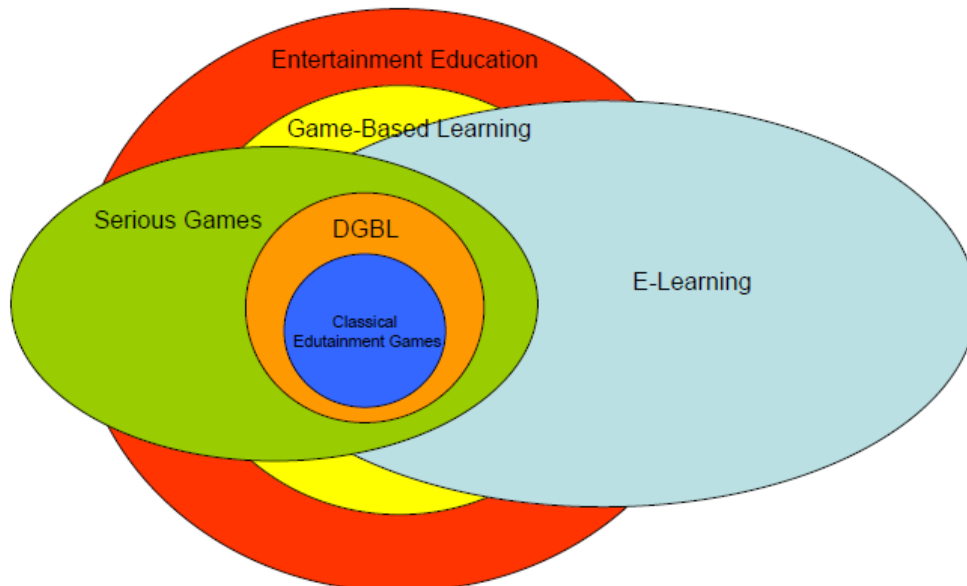 Entertainment Education
Game-Based Learning
Serious Games
DGBL
E-Learning
Classical
Edutainment Games